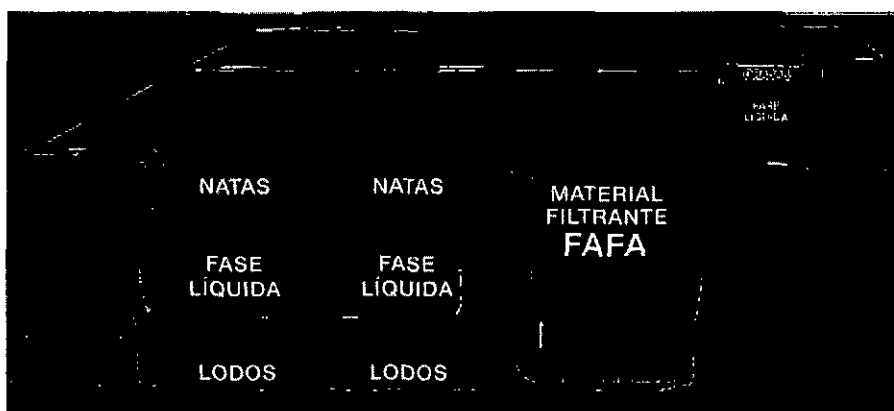 NATAS
NATAS
MATERIAL
FILTRANTE
FAFA
FASE
LÍQUIDA
FASE
LÍQUIDA
LODOS
LODOS
FASE
LÍQUIDA